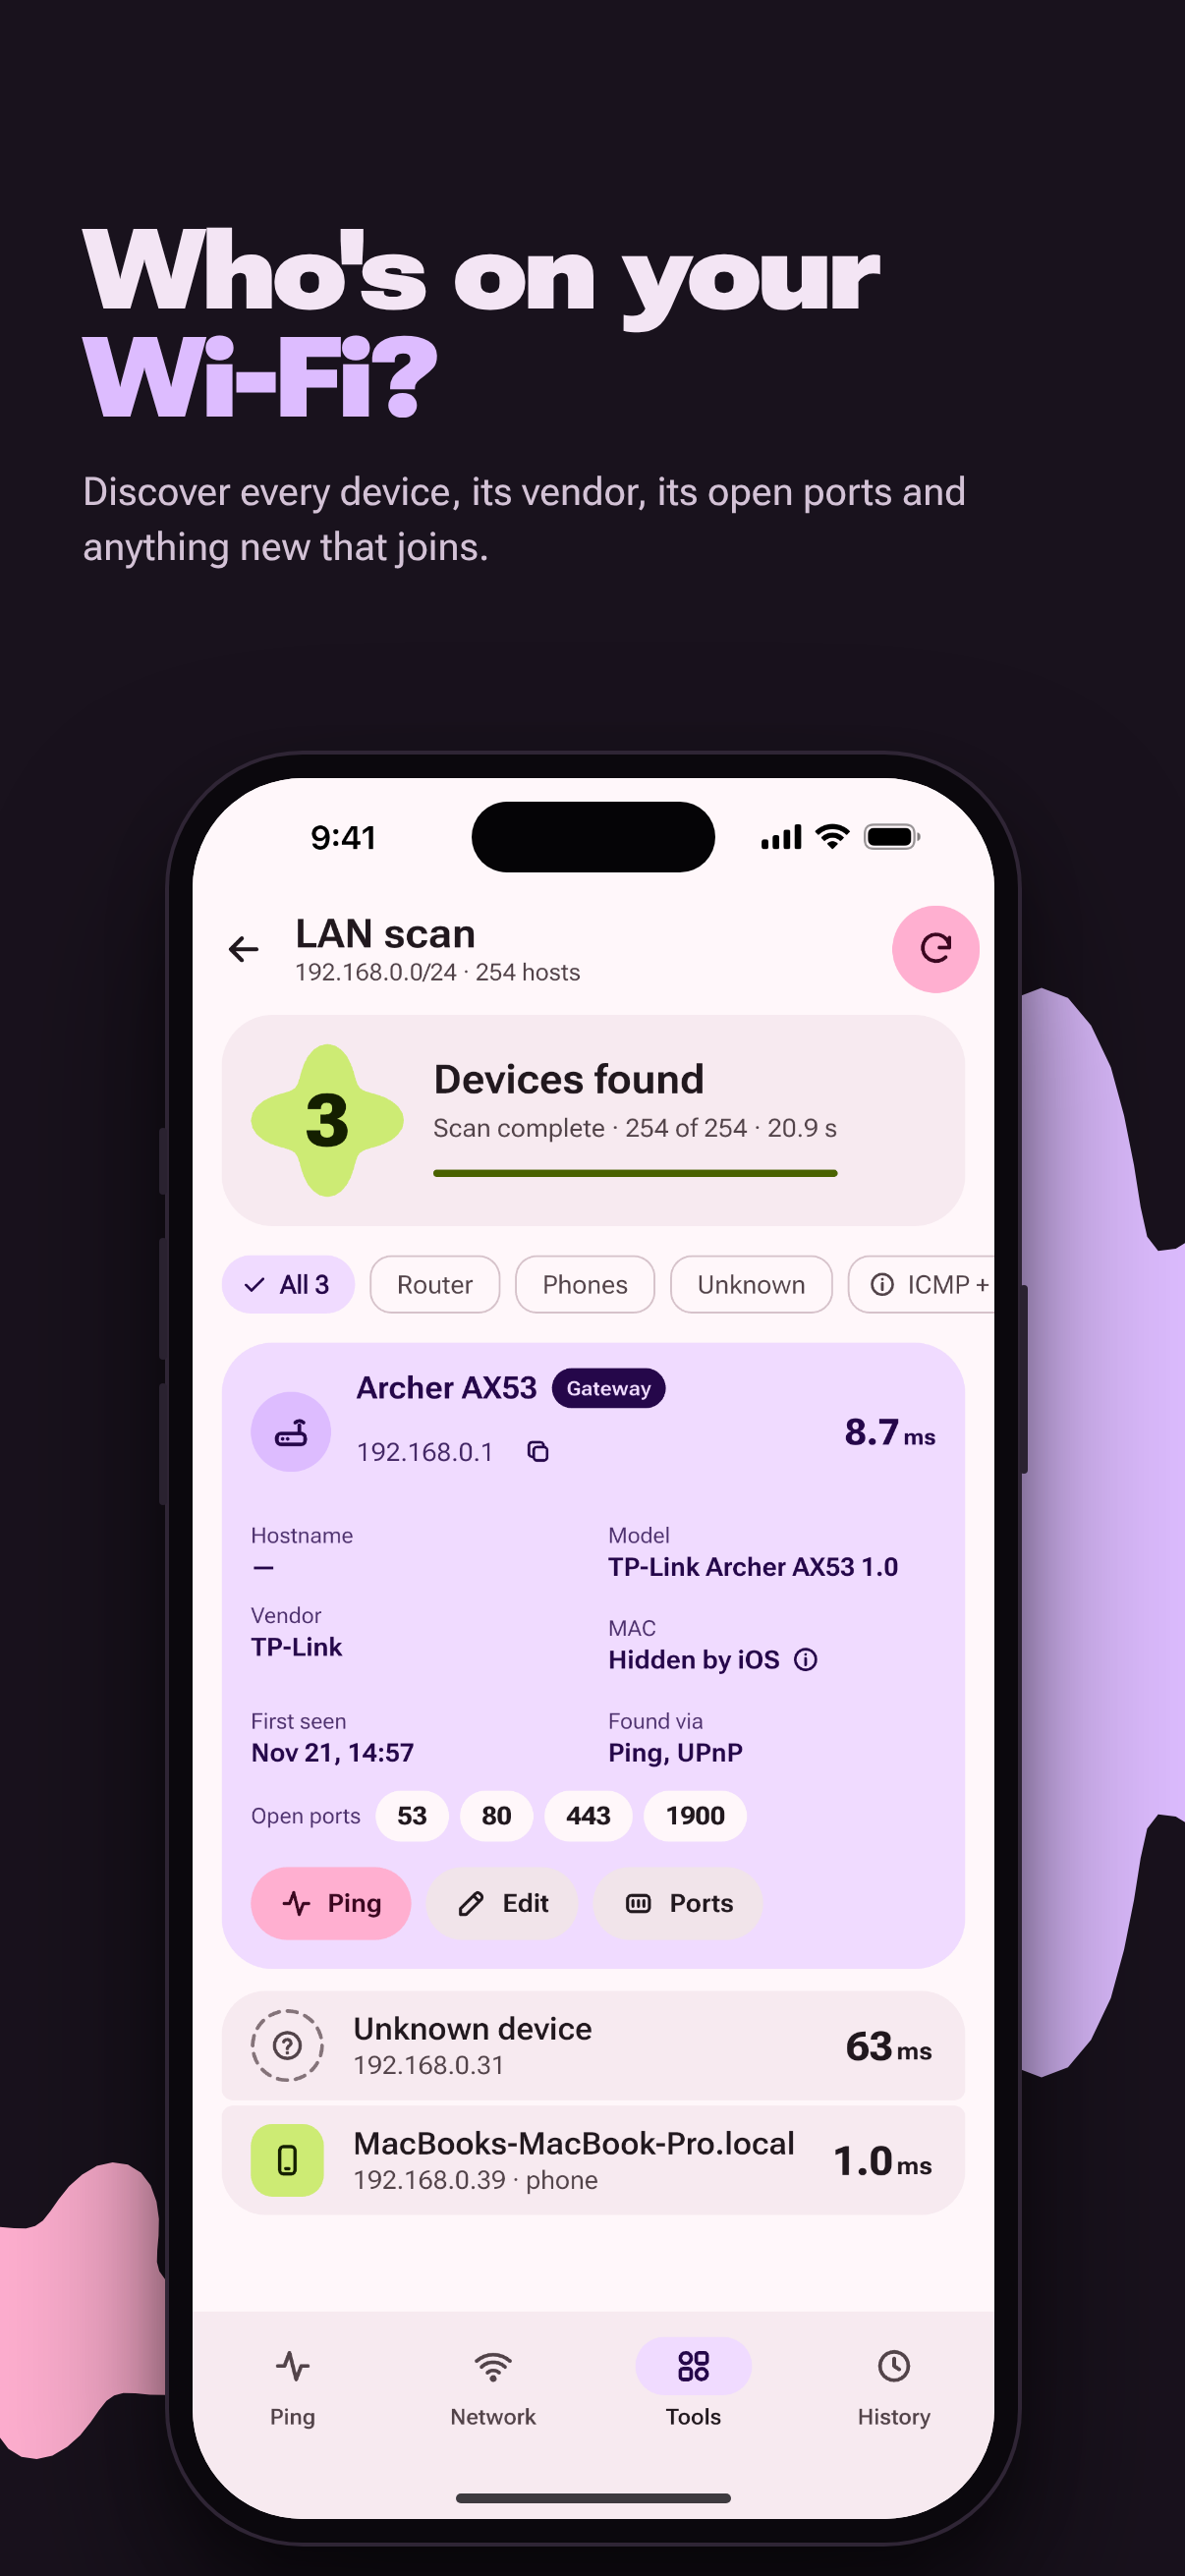 Who's on your
Wi-Fi?
Discover every device, its vendor, its open ports and
anything new that joins.
9:41
LAN scan
192.168.0.0/24 · 254 hosts
3
Devices found
Scan complete · 254 of 254 · 20.9 s
All 3
Router
Phones
Unknown
ICMP +
Archer AX53
Gateway
192.168.0.1
8.7 ms
Hostname
—
Model
TP-Link Archer AX53 1.0
Vendor
TP-Link
MAC
Hidden by iOS
First seen
Nov 21, 14:57
Found via
Ping, UPnP
Open ports 53 80 443 1900
Ping
Edit
Ports
Unknown device
192.168.0.31
63 ms
MacBooks-MacBook-Pro.local
192.168.0.39 · phone
1.0 ms
Ping
Network
Tools
History